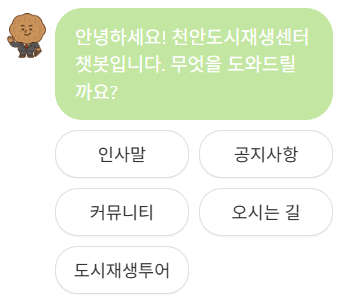 안녕하세요! 천안도시재생센터
챗봇입니다. 무엇을 도와드릴
까요?
인사말
공지사항
커뮤니티
오시는 길
도시재생투어